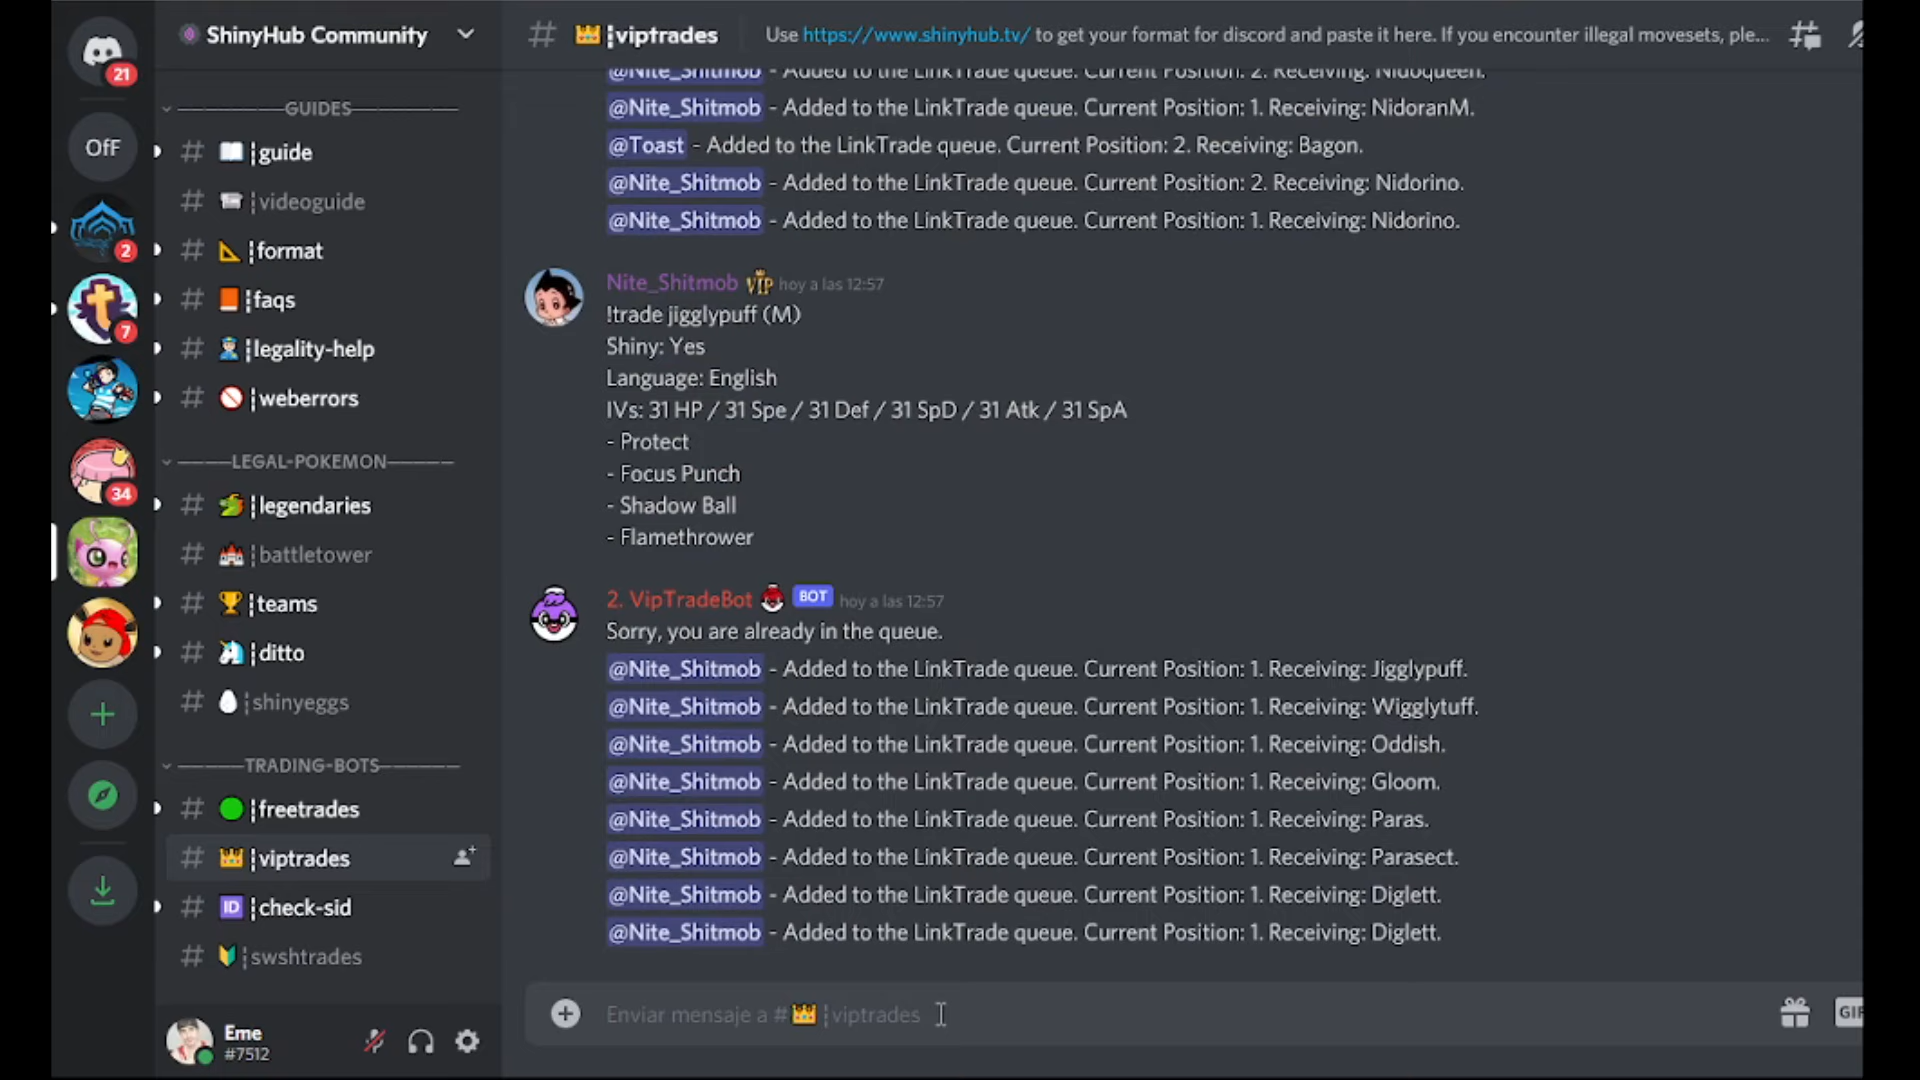 21
OfF
2
7
34
ShinyHub Community
GUIDES
guide
videoguide
format
faqs
legality-help
weberrors
LEGAL-POKEMON
legendaries
battletower
teams
ditto
shinyeggs
TRADING-BOTS
freetrades
viptrades
ID check-sid
swshtrades
Eme
#7512
# viptrades
Use https://www.shinyhub.tv/ to get your format for discord and paste it here. If you encounter illegal movesets, ple...
@Nite_Shitmob - Added to the LinkTrade queue. Current Position: 2. Receiving: Nidoqueen.
@Nite_Shitmob - Added to the LinkTrade queue. Current Position: 1. Receiving: NidoranM.
@Toast - Added to the LinkTrade queue. Current Position: 2. Receiving: Bagon.
@Nite_Shitmob - Added to the LinkTrade queue. Current Position: 2. Receiving: Nidorino.
@Nite_Shitmob - Added to the LinkTrade queue. Current Position: 1. Receiving: Nidorino.
Nite_Shitmob VIP hoy a las 12:57
!trade jigglypuff (M)
Shiny: Yes
Language: English
IVs: 31 HP / 31 Spe / 31 Def / 31 SpD / 31 Atk / 31 SpA
- Protect
- Focus Punch
- Shadow Ball
- Flamethrower
2. VipTradeBot BOT hoy a las 12:57
Sorry, you are already in the queue.
@Nite_Shitmob - Added to the LinkTrade queue. Current Position: 1. Receiving: Jigglypuff.
@Nite_Shitmob - Added to the LinkTrade queue. Current Position: 1. Receiving: Wigglytuff.
@Nite_Shitmob - Added to the LinkTrade queue. Current Position: 1. Receiving: Oddish.
@Nite_Shitmob - Added to the LinkTrade queue. Current Position: 1. Receiving: Gloom.
@Nite_Shitmob - Added to the LinkTrade queue. Current Position: 1. Receiving: Paras.
@Nite_Shitmob - Added to the LinkTrade queue. Current Position: 1. Receiving: Parasect.
@Nite_Shitmob - Added to the LinkTrade queue. Current Position: 1. Receiving: Diglett.
@Nite_Shitmob - Added to the LinkTrade queue. Current Position: 1. Receiving: Diglett.
Enviar mensaje a # viptrades
GIF